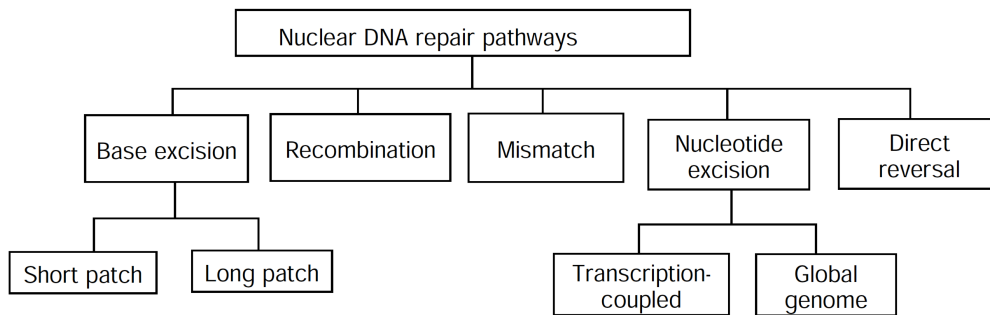 Nuclear DNA repair pathways
Base excision
Recombination
Mismatch
Nucleotide
excision
Direct
reversal
Short patch
Long patch
Transcription-
coupled
Global
genome